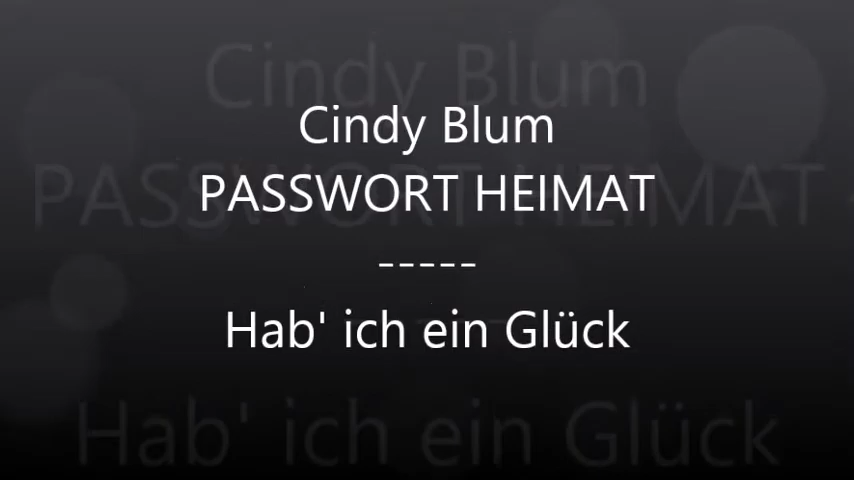 Cindy Blum
PASSWORT HEIMAT
-----
Hab' ich ein Glück